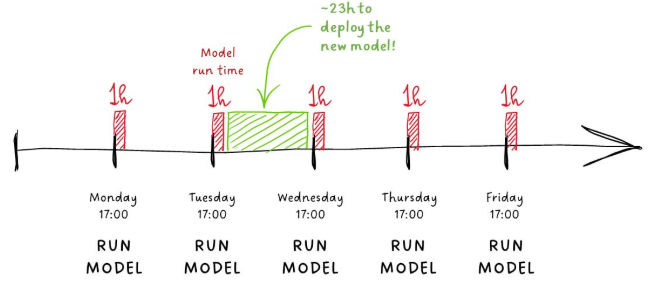 ~23h to
deploy the
new model!
Model
run time
1h
1h
1h
1h
1h
Monday
17:00
RUN
MODEL
Tuesday
17:00
RUN
MODEL
Wednesday
17:00
RUN
MODEL
Thursday
17:00
RUN
MODEL
Friday
17:00
RUN
MODEL